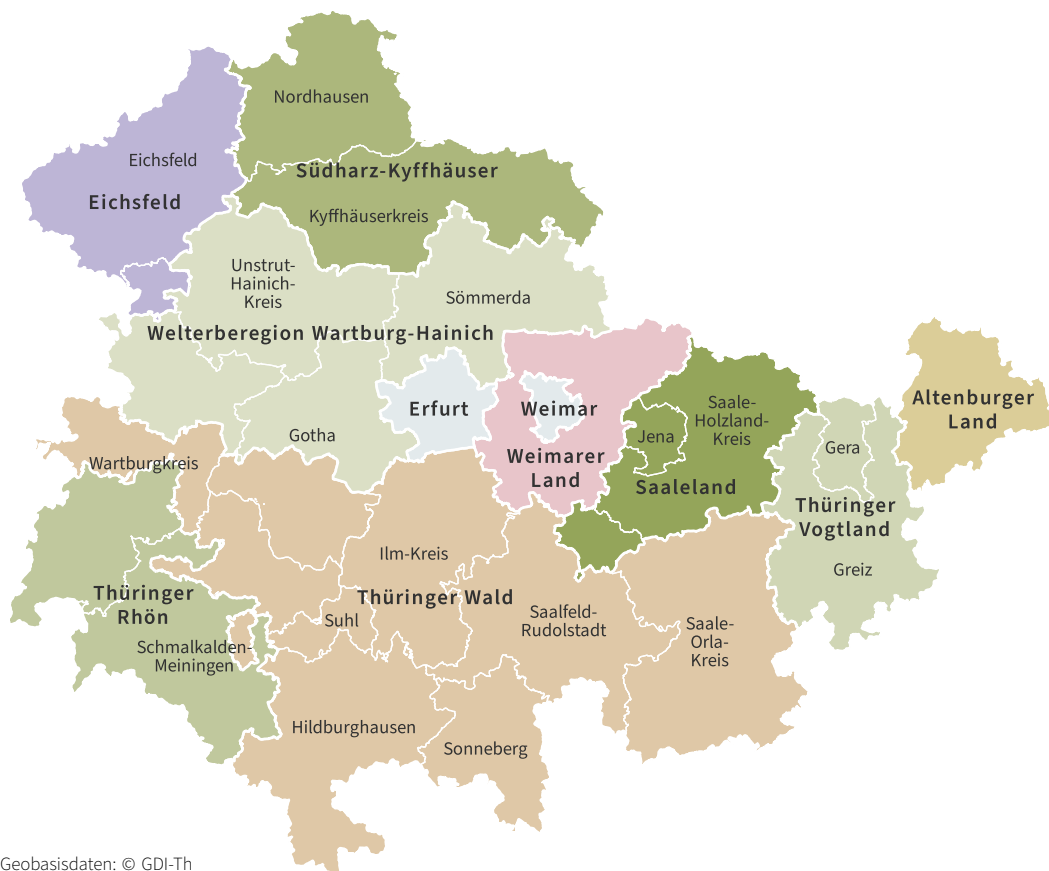 Nordhausen
Eichsfeld
Südharz-Kyffhäuser
Eichsfeld
Kyffhäuserkreis
Unstrut-
Hainich-
Kreis
Sömmerda
Welterberegion Wartburg-Hainich
Erfurt
Weimar
Saale-
Holzland-
Kreis
Altenburger
Land
Gotha
Jena
Gera
Wartburgkreis
Weimarer
Land
Saaleland
Thüringer
Vogtland
Ilm-Kreis
Greiz
Thüringer
Rhön
Thüringer Wald
Suhl
Saalfeld-
Rudolstadt
Saale-
Orla-
Kreis
Schmalkalden-
Meiningen
Hildburghausen
Sonneberg
Geobasisdaten: © GDI-Th